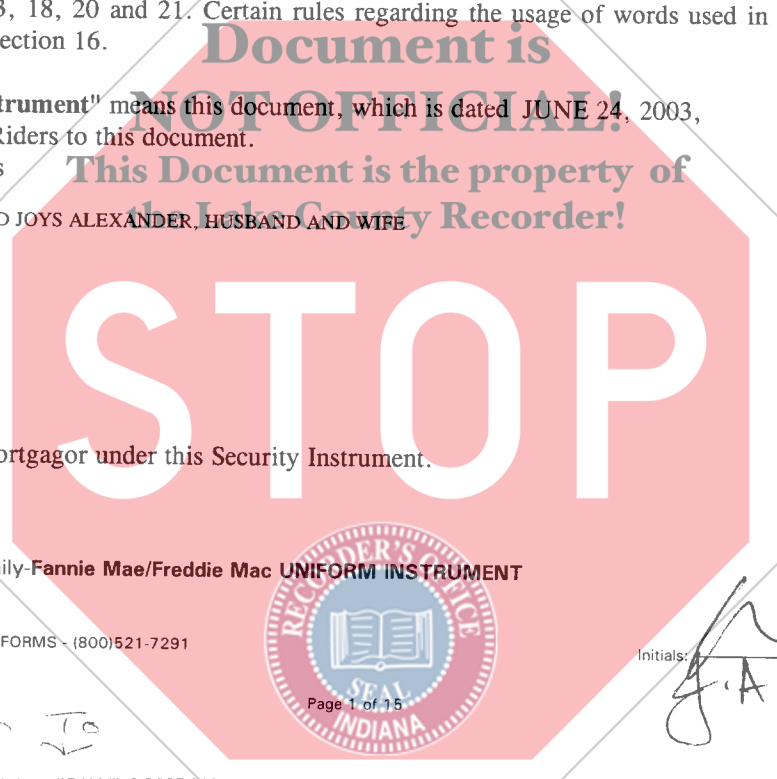 3, 18, 20 and 21. Certain rules regarding the usage of words used in
ection 16.
Document is
NOT OFFICIAL!
trument" means this document, which is dated JUNE 24, 2003,
Riders to this document.
s
This Document is the property of
the Lake County Recorder!
D JOYS ALEXANDER, HUSBAND AND WIFE
STOP
ortgagor under this Security Instrument.
ily-Fannie Mae/Freddie Mac UNIFORM INSTRUMENT
RECORDER'S OFFICE
FORMS - (800)521-7291
Initials:
J.A
SEAL
Page 1 of 15
INDIANA
To